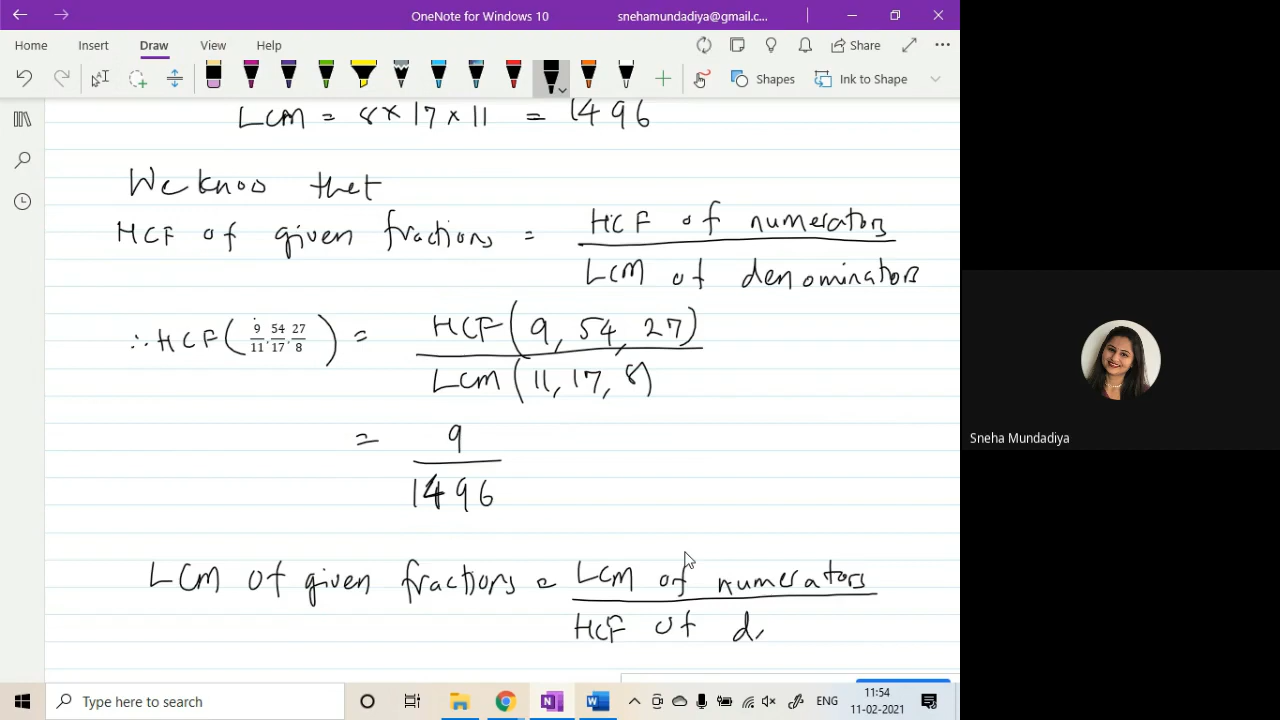 OneNote for Windows 10
snehamundadiya@gmail.c...
Home Insert Draw View Help Share
Shapes Ink to Shape
LCM = 8 × 17 × 11 = 1496
We know that
HCF of given fractions = HCF of numerators
LCM of denominators
∴ HCF ( 9/11, 54/17, 27/8 ) = HCF ( 9, 54, 27 )
LCM ( 11, 17, 8 )
= 9
1496
LCM of given fractions = LCM of numerators
HCF of d
Sneha Mundadiya
Type here to search
ENG
11:54
11-02-2021